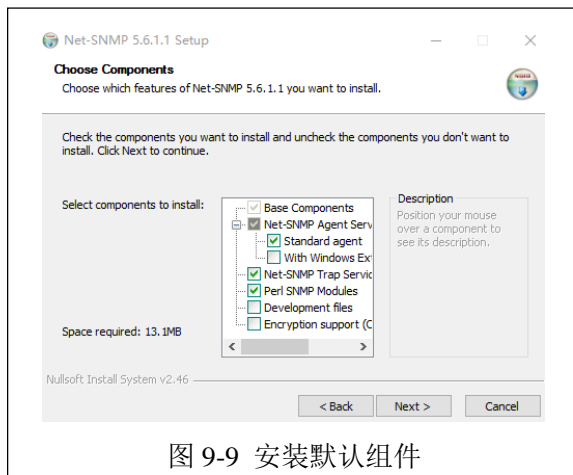 Net-SNMP 5.6.1.1 Setup
Choose Components
Choose which features of Net-SNMP 5.6.1.1 you want to install.
Check the components you want to install and uncheck the components you don't want to
install. Click Next to continue.
Select components to install:
Base Components
Net-SNMP Agent Serv
Standard agent
With Windows Ex
Net-SNMP Trap Servic
Perl SNMP Modules
Development files
Encryption support (C
Description
Position your mouse
over a component to
see its description.
Space required: 13.1MB
Nullsoft Install System v2.46
< Back
Next >
Cancel
图 9-9 安装默认组件